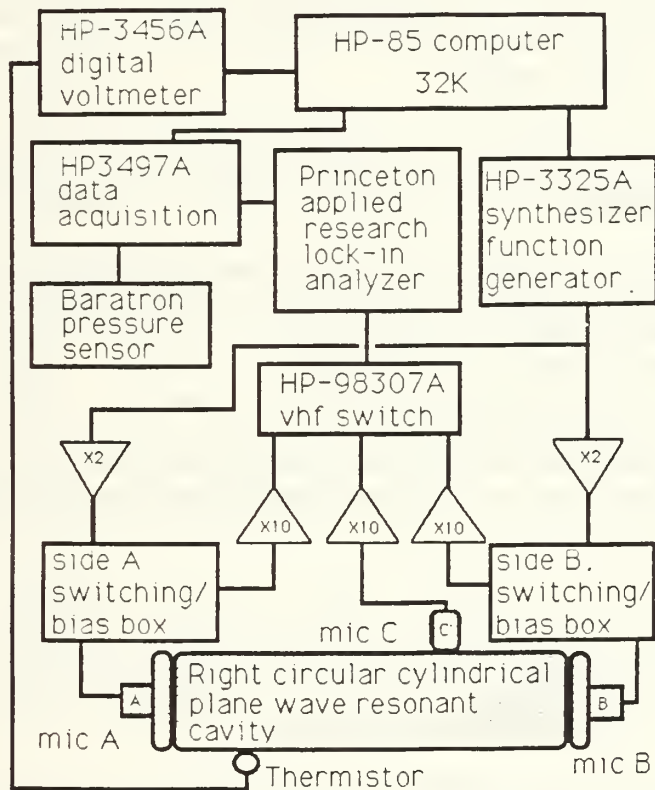 HP-3456A
digital
voltmeter
HP-85 computer
32K
HP3497A
data
acquisition
Princeton
applied
research
lock-in
analyzer
HP-3325A
synthesizer
function
generator.
Baratron
pressure
sensor
HP-98307A
vhf switch
X2
X2
X10
X10
X10
side A
switching/
bias box
side B.
switching/
bias box
mic C
C
A
Right circular cylindrical
plane wave resonant
cavity
B
mic A
mic B
Thermistor